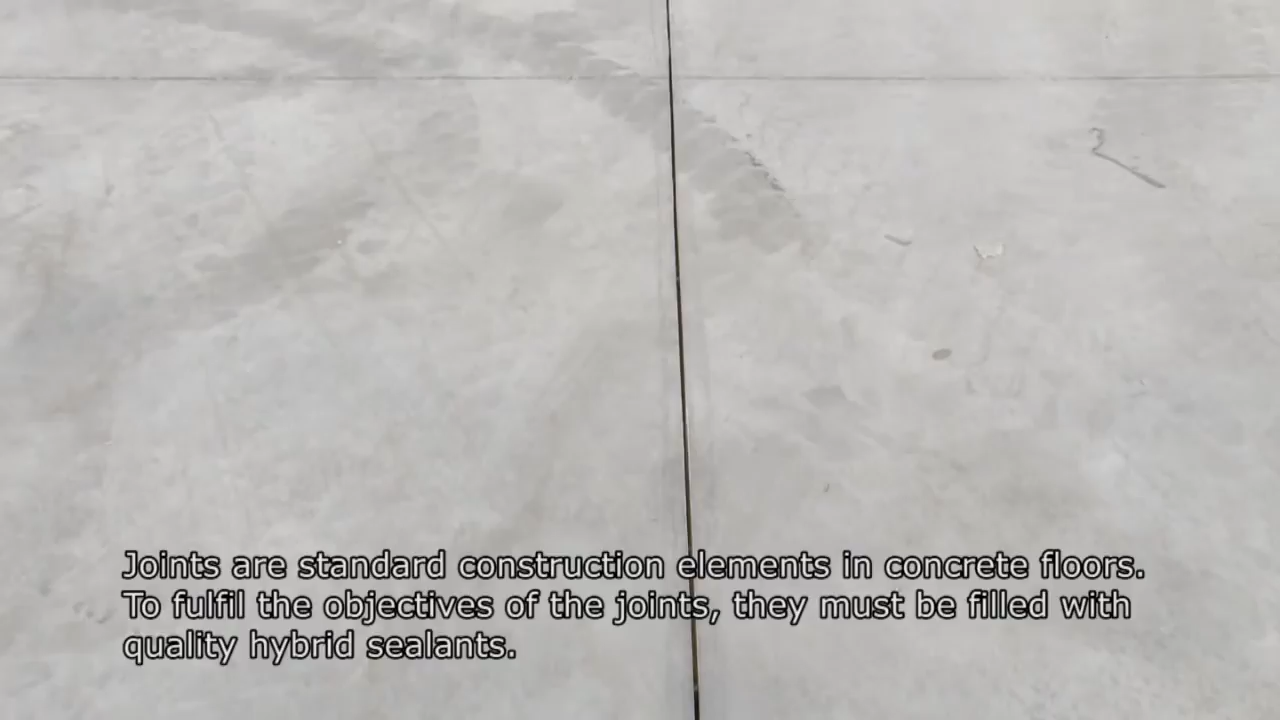 Joints are standard construction elements in concrete floors.
To fulfil the objectives of the joints, they must be filled with
quality hybrid sealants.